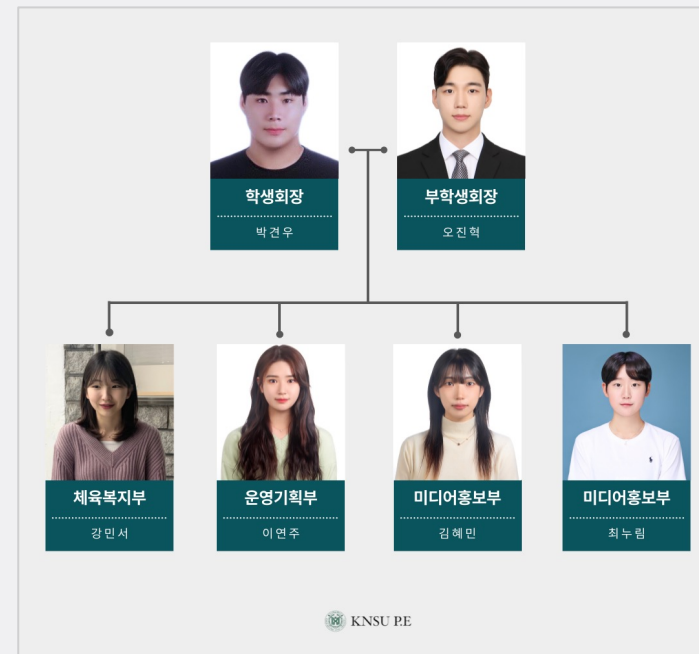 학생회장
박견우
부학생회장
오진혁
체육복지부
강민서
운영기획부
이연주
미디어홍보부
김혜민
미디어홍보부
최누림
KNSU P.E